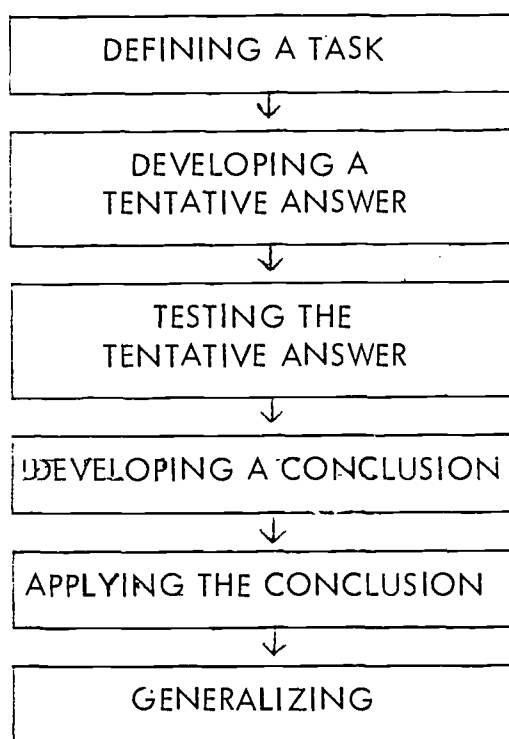 DEFINING A TASK
DEVELOPING A
TENTATIVE ANSWER
TESTING THE
TENTATIVE ANSWER
DEVELOPING A CONCLUSION
APPLYING THE CONCLUSION
GENERALIZING